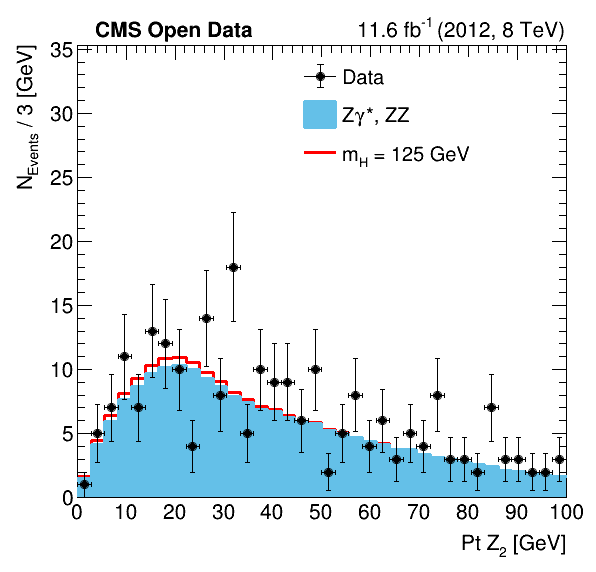 CMS Open Data 11.6 fb⁻¹ (2012, 8 TeV)
N_Events / 3 [GeV]
35
30
25
20
15
10
5
0
Data
Zγ*, ZZ
m_H = 125 GeV
0 10 20 30 40 50 60 70 80 90 100
Pt Z₂ [GeV]